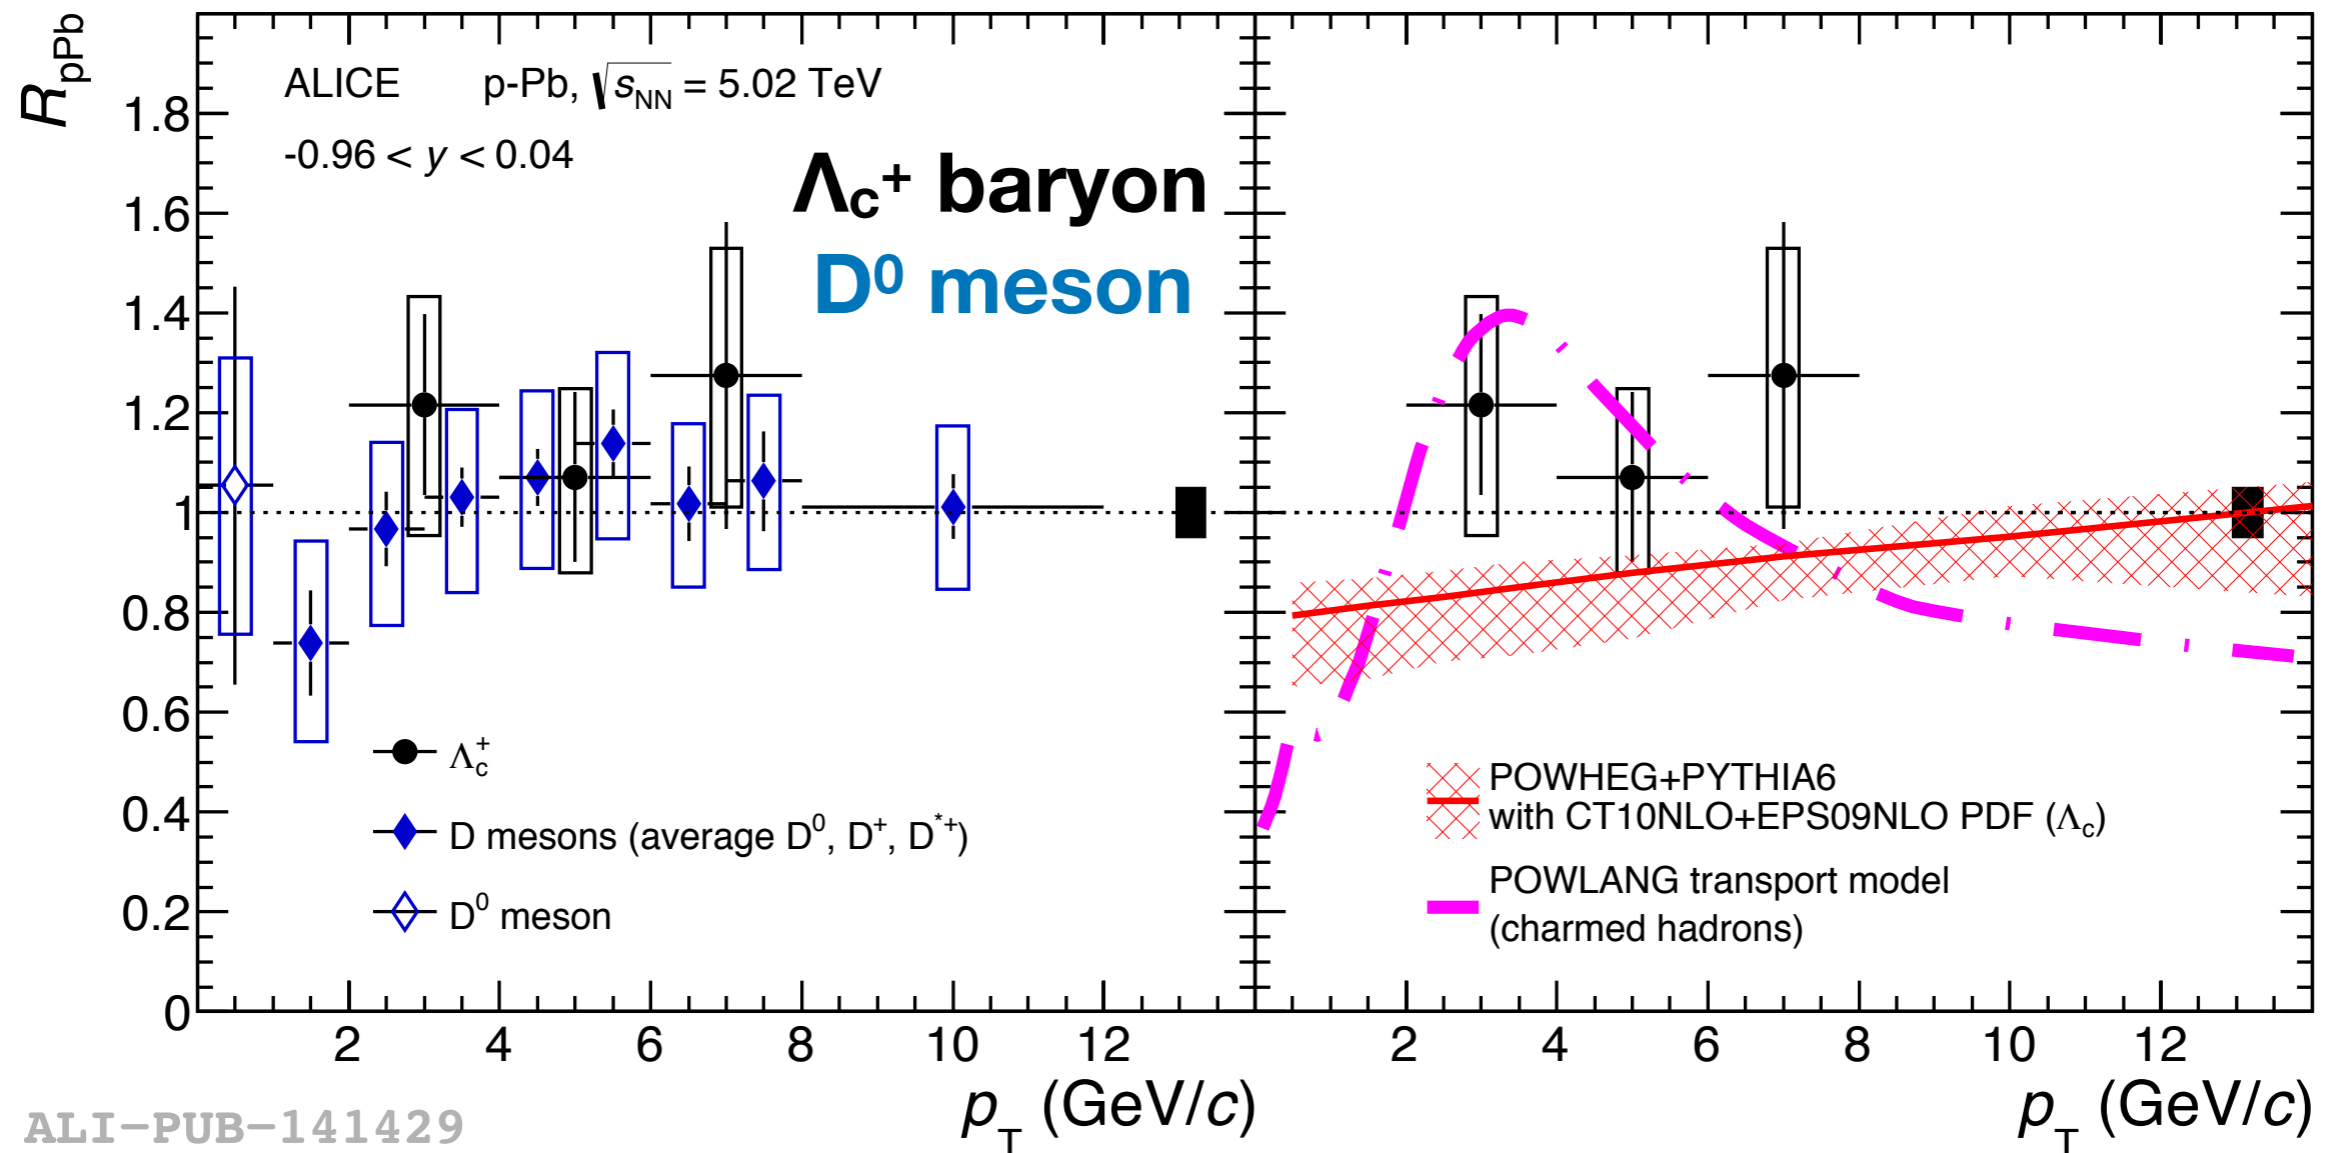 R_pPb
ALICE p-Pb, √s_NN = 5.02 TeV
-0.96 < y < 0.04
Λc+ baryon
D0 meson
1.8
1.6
1.4
1.2
1
0.8
0.6
0.4
0.2
0
Λc+
D mesons (average D0, D+, D*+)
D0 meson
2 4 6 8 10 12
pT (GeV/c)
POWHEG+PYTHIA6
with CT10NLO+EPS09NLO PDF (Λc)
POWLANG transport model
(charmed hadrons)
2 4 6 8 10 12
pT (GeV/c)
ALI-PUB-141429